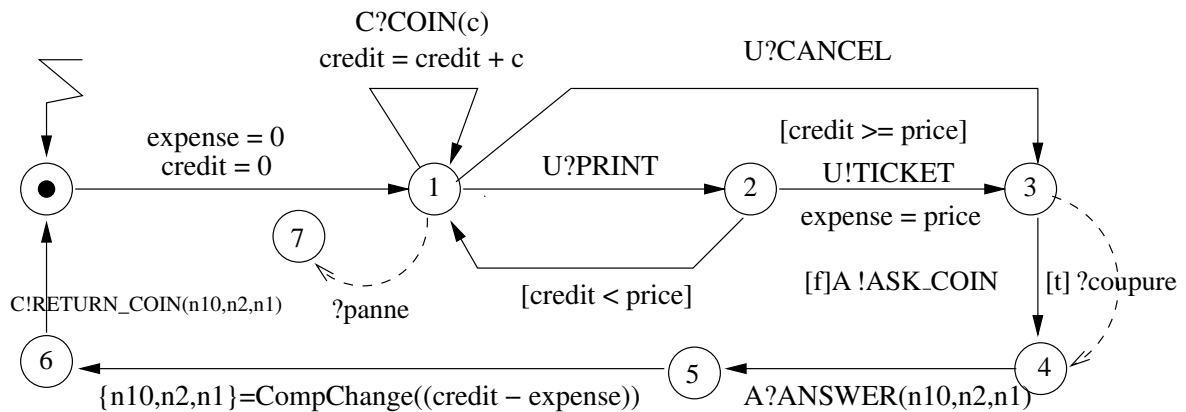 C?COIN(c)
credit = credit + c
U?CANCEL
expense = 0
credit = 0
[credit >= price]
U?PRINT
U!TICKET
1
2
3
expense = price
7
[f]A !ASK_COIN
[t] ?coupure
[credit < price]
?panne
C!RETURN_COIN(n10,n2,n1)
6
5
4
{n10,n2,n1}=CompChange((credit − expense))
A?ANSWER(n10,n2,n1)